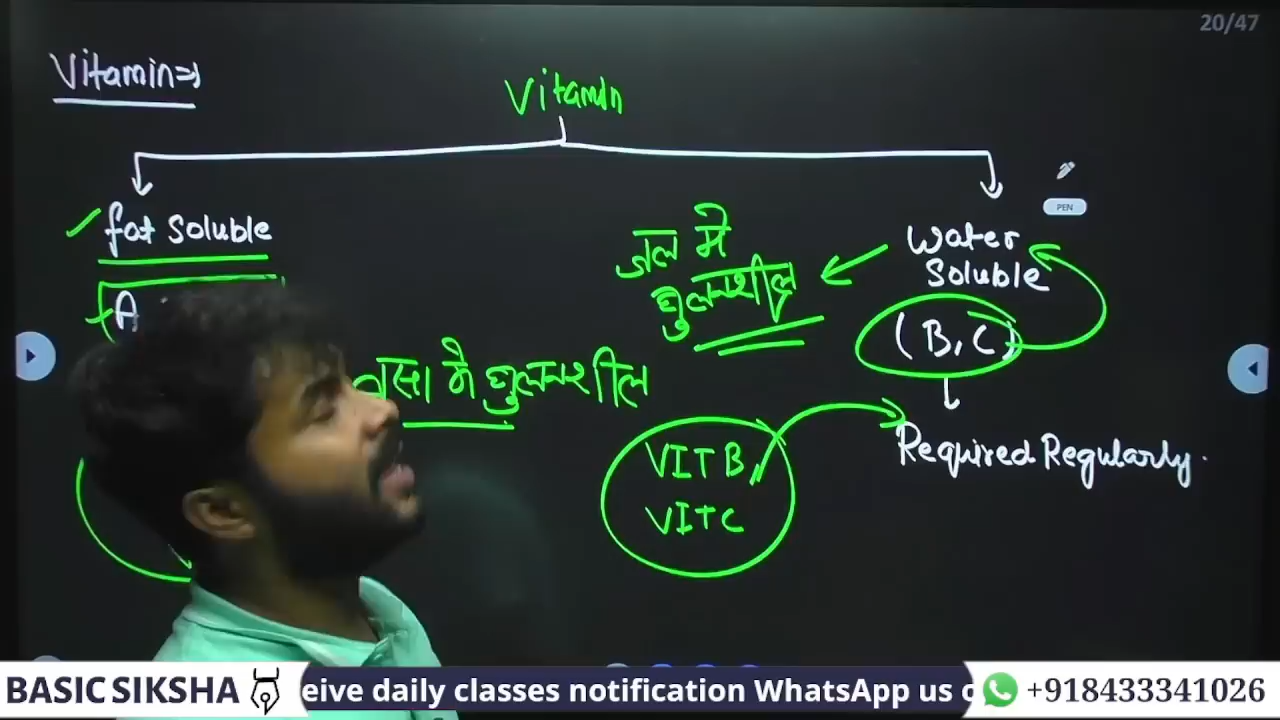 20/47
Vitamin⇒
Vitamin
fat Soluble
Water
Soluble
PEN
जल मे
घुलनशील
A
(B, C)
वसा मे घुलनशील
VIT B,
VIT C
Required Regularly.
BASIC SIKSHA
eive daily classes notification WhatsApp us
+918433341026